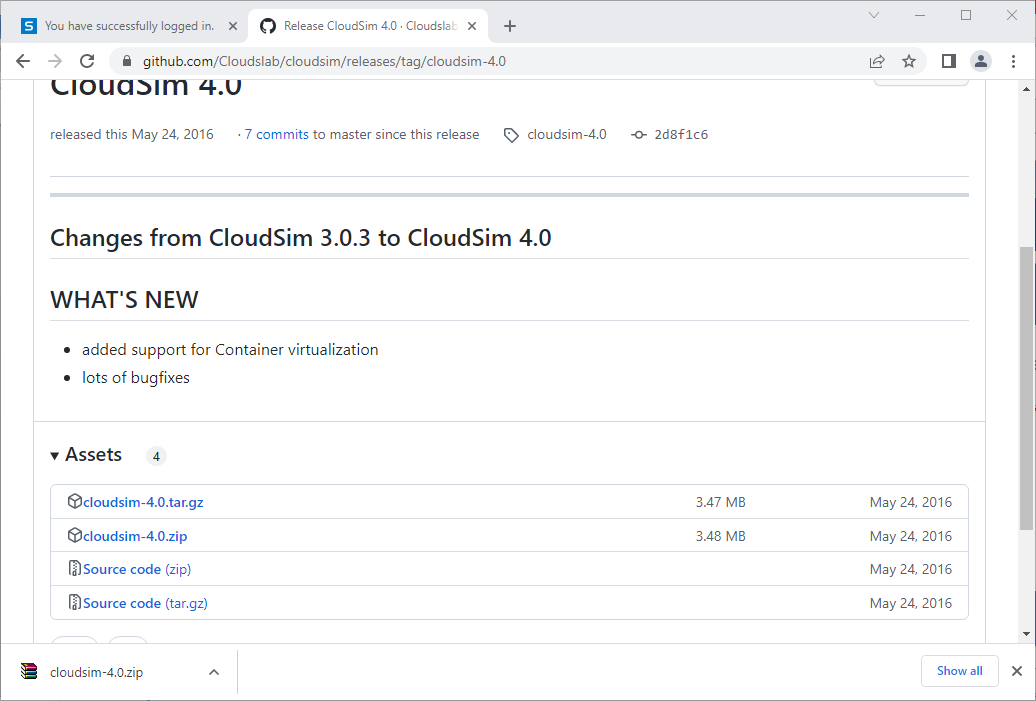 You have successfully logged in.
Release CloudSim 4.0 · Cloudslab
github.com/Cloudslab/cloudsim/releases/tag/cloudsim-4.0
CloudSim 4.0
released this May 24, 2016 · 7 commits to master since this release cloudsim-4.0 2d8f1c6
Changes from CloudSim 3.0.3 to CloudSim 4.0
WHAT'S NEW
added support for Container virtualization
lots of bugfixes
Assets 4
cloudsim-4.0.tar.gz 3.47 MB May 24, 2016
cloudsim-4.0.zip 3.48 MB May 24, 2016
Source code (zip) May 24, 2016
Source code (tar.gz) May 24, 2016
cloudsim-4.0.zip Show all